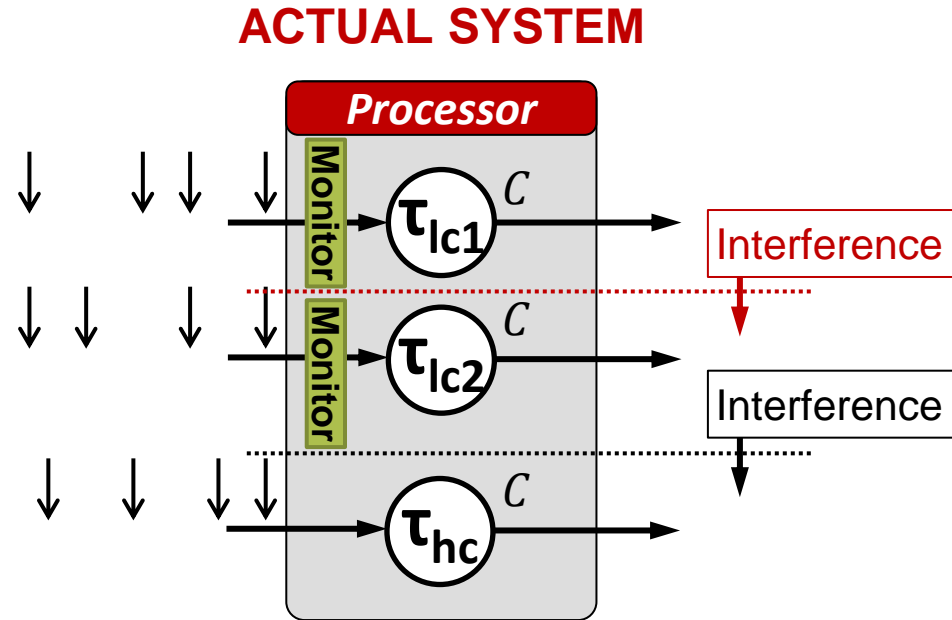 ACTUAL SYSTEM
Processor
Monitor
τlc1
C
Interference
Monitor
τlc2
C
Interference
τhc
C